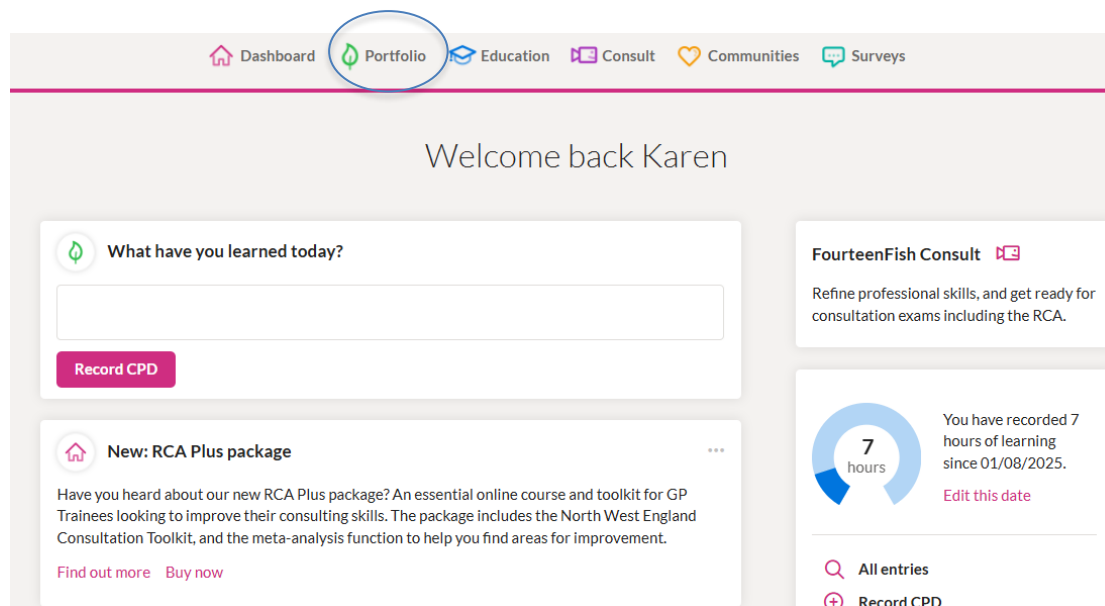 Dashboard Portfolio Education Consult Communities Surveys
Welcome back Karen
What have you learned today?
Record CPD
New: RCA Plus package
Have you heard about our new RCA Plus package? An essential online course and toolkit for GP
Trainees looking to improve their consulting skills. The package includes the North West England
Consultation Toolkit, and the meta-analysis function to help you find areas for improvement.
Find out more Buy now
FourteenFish Consult
Refine professional skills, and get ready for
consultation exams including the RCA.
7
hours
You have recorded 7
hours of learning
since 01/08/2025.
Edit this date
All entries
Record CPD